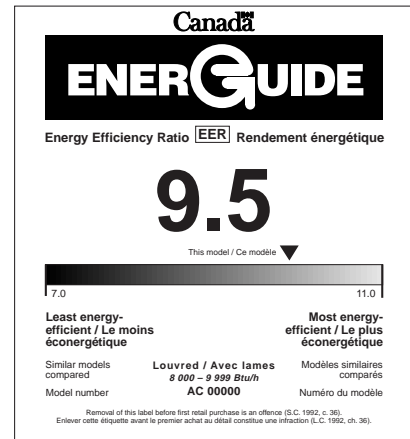 Canada
ENERGUIDE
Energy Efficiency Ratio EER Rendement énergétique
9.5
This model / Ce modèle
7.0 11.0
Least energy-
efficient / Le moins
éconergétique
Most energy-
efficient / Le plus
éconergétique
Similar models
compared
Louvred / Avec lames
8 000 – 9 999 Btu/h
Modèles similaires
comparés
Model number AC 00000 Numéro du modèle
Removal of this label before first retail purchase is an offence (S.C. 1992, c. 36).
Enlever cette étiquette avant le premier achat au détail constitue une infraction (L.C. 1992, ch. 36).